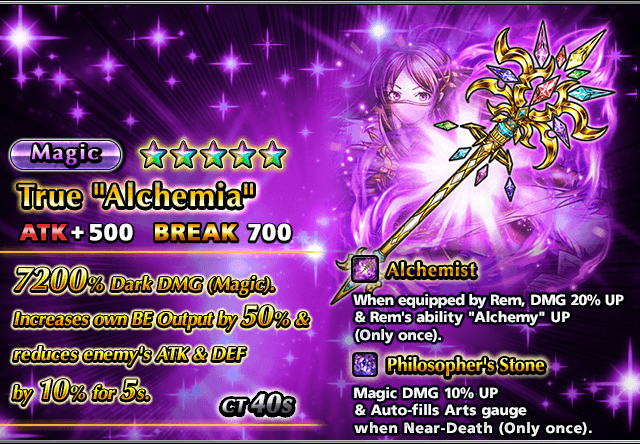 Magic
True "Alchemia"
ATK+500 BREAK 700
7200% Dark DMG (Magic).
Increases own BE Output by 50% &
reduces enemy's ATK & DEF
by 10% for 5s.
CT 40s
Alchemist
When equipped by Rem, DMG 20% UP
& Rem's ability "Alchemy" UP
(Only once).
Philosopher's Stone
Magic DMG 10% UP
& Auto-fills Arts gauge
when Near-Death (Only once).